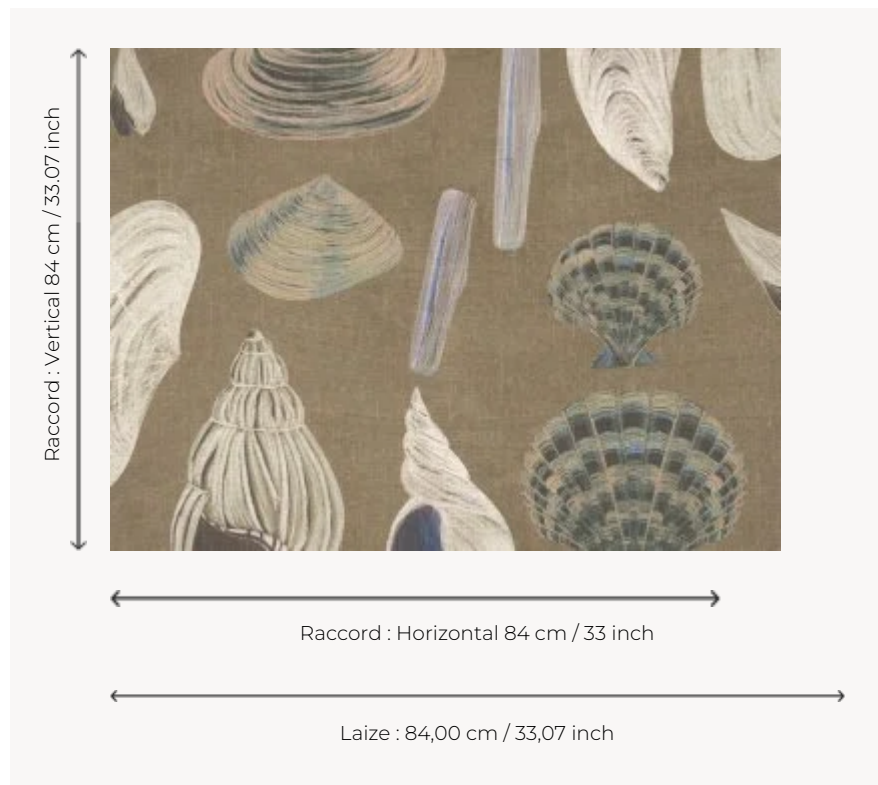 Raccord : Vertical 84 cm / 33.07 inch
Raccord : Horizontal 84 cm / 33 inch
Laize : 84,00 cm / 33,07 inch